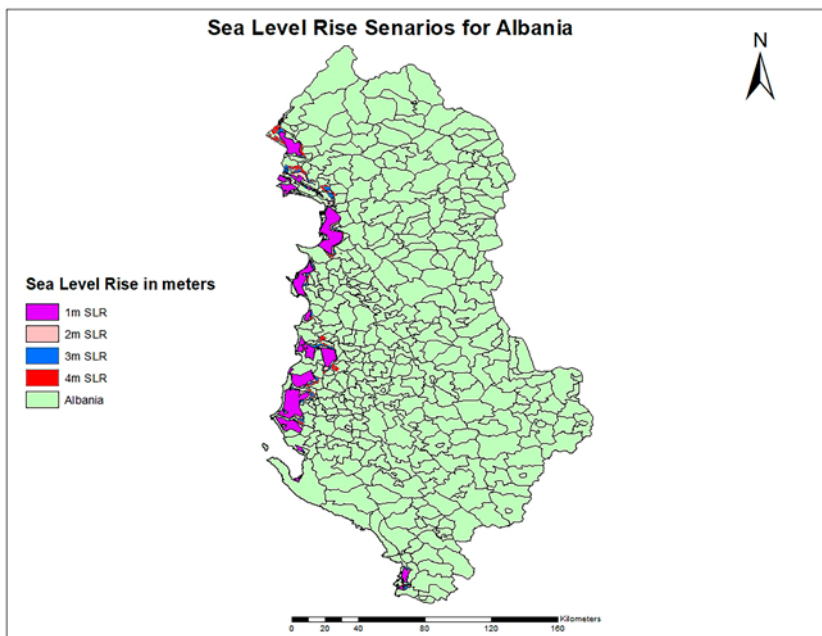 Sea Level Rise Senarios for Albania
N
Sea Level Rise in meters
1m SLR
2m SLR
3m SLR
4m SLR
Albania
Kilometers
0 20 40 80 120 160